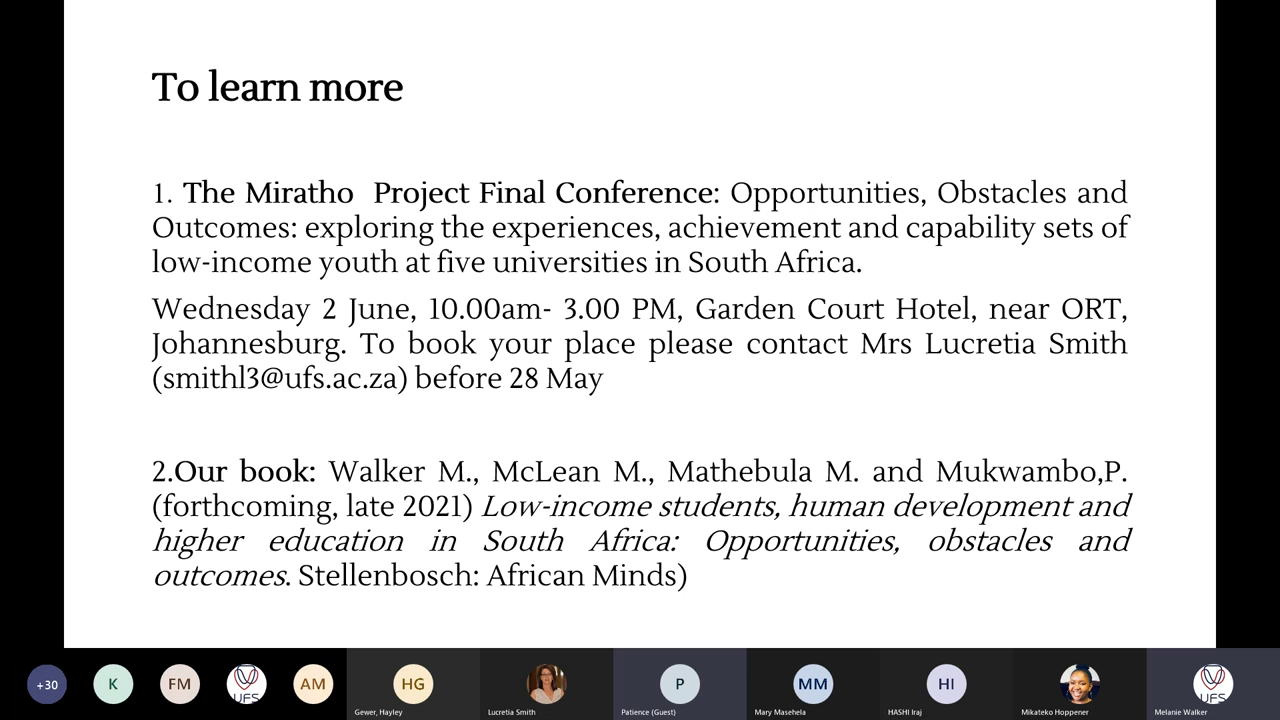 To learn more
1. The Miratho Project Final Conference: Opportunities, Obstacles and
Outcomes: exploring the experiences, achievement and capability sets of
low-income youth at five universities in South Africa.
Wednesday 2 June, 10.00am- 3.00 PM, Garden Court Hotel, near ORT,
Johannesburg. To book your place please contact Mrs Lucretia Smith
(smithl3@ufs.ac.za) before 28 May
2.Our book: Walker M., McLean M., Mathebula M. and Mukwambo,P.
(forthcoming, late 2021) Low-income students, human development and
higher education in South Africa: Opportunities, obstacles and
outcomes. Stellenbosch: African Minds)
+30
K
FM
UFS
AM
HG
P
MM
HI
UFS
Gewer, Hayley
Lucretia Smith
Patience (Guest)
Mary Masehela
HASHI Iraj
Mikateko Hoppener
Melanie Walker